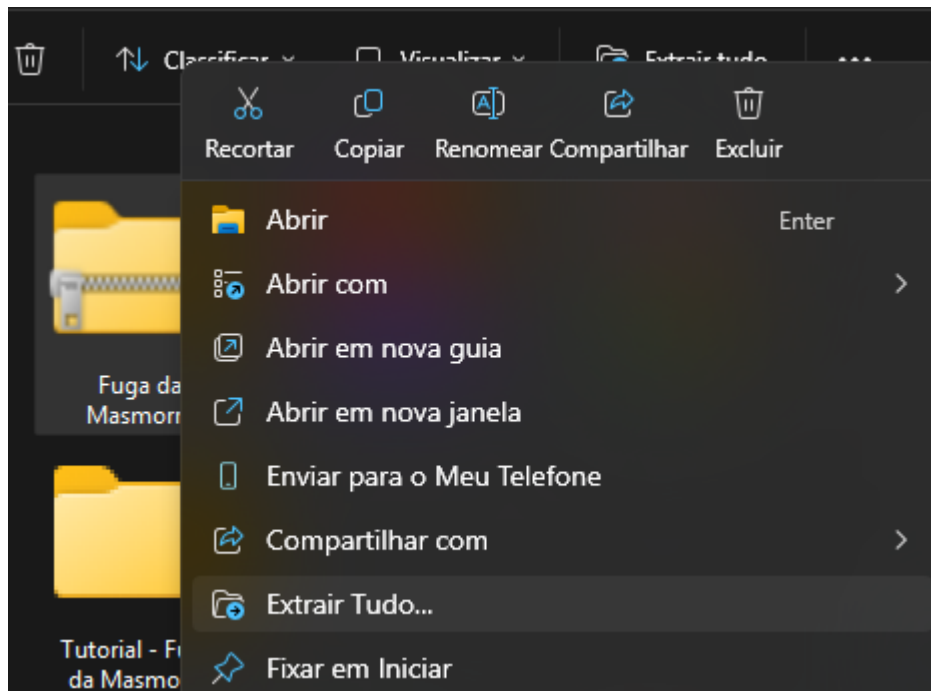 Classificar
Visualizar
Extrair tudo
Recortar
Copiar
Renomear
Compartilhar
Excluir
Abrir
Enter
Abrir com
Abrir em nova guia
Abrir em nova janela
Enviar para o Meu Telefone
Compartilhar com
Extrair Tudo...
Fixar em Iniciar
Fuga da
Masmorr
Tutorial - F
da Masmo